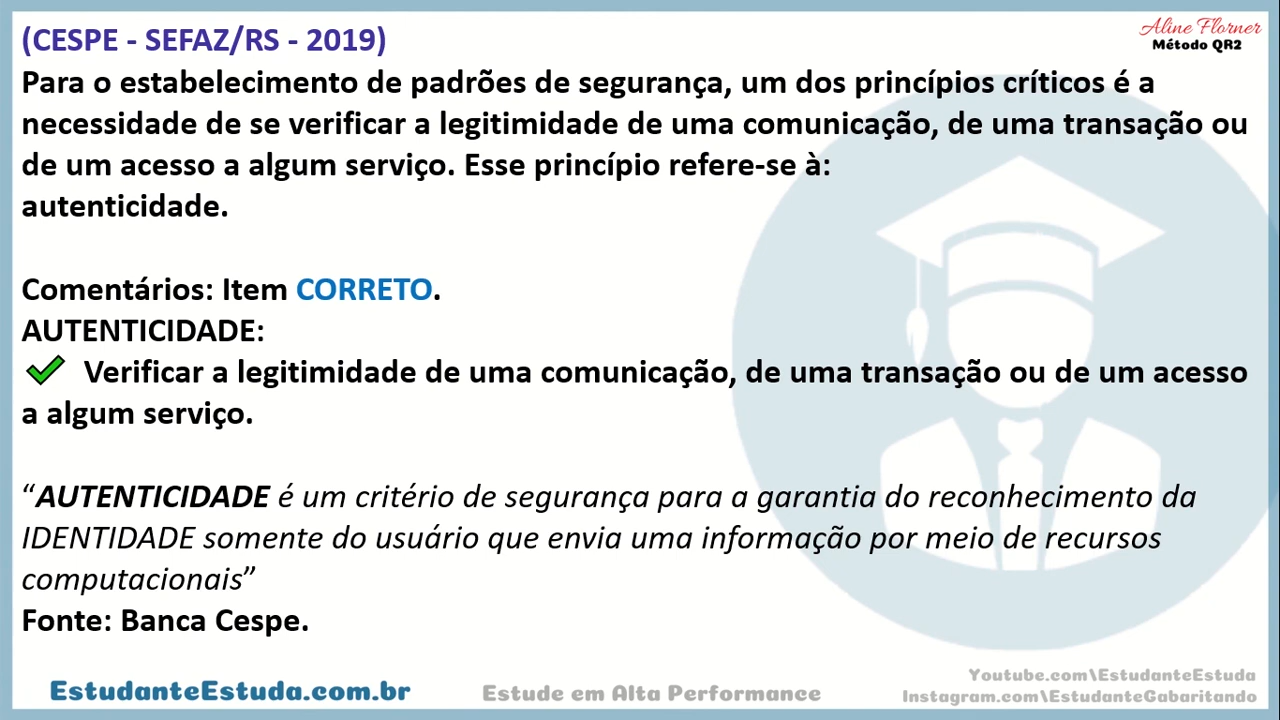 (CESPE - SEFAZ/RS - 2019)
Aline Florner
Método QR2
Para o estabelecimento de padrões de segurança, um dos princípios críticos é a
necessidade de se verificar a legitimidade de uma comunicação, de uma transação ou
de um acesso a algum serviço. Esse princípio refere-se à:
autenticidade.
Comentários: Item CORRETO.
AUTENTICIDADE:
Verificar a legitimidade de uma comunicação, de uma transação ou de um acesso
a algum serviço.
“AUTENTICIDADE é um critério de segurança para a garantia do reconhecimento da
IDENTIDADE somente do usuário que envia uma informação por meio de recursos
computacionais”
Fonte: Banca Cespe.
EstudanteEstuda.com.br
Estude em Alta Performance
Youtube.com\EstudanteEstuda
Instagram.com\EstudanteGabaritando